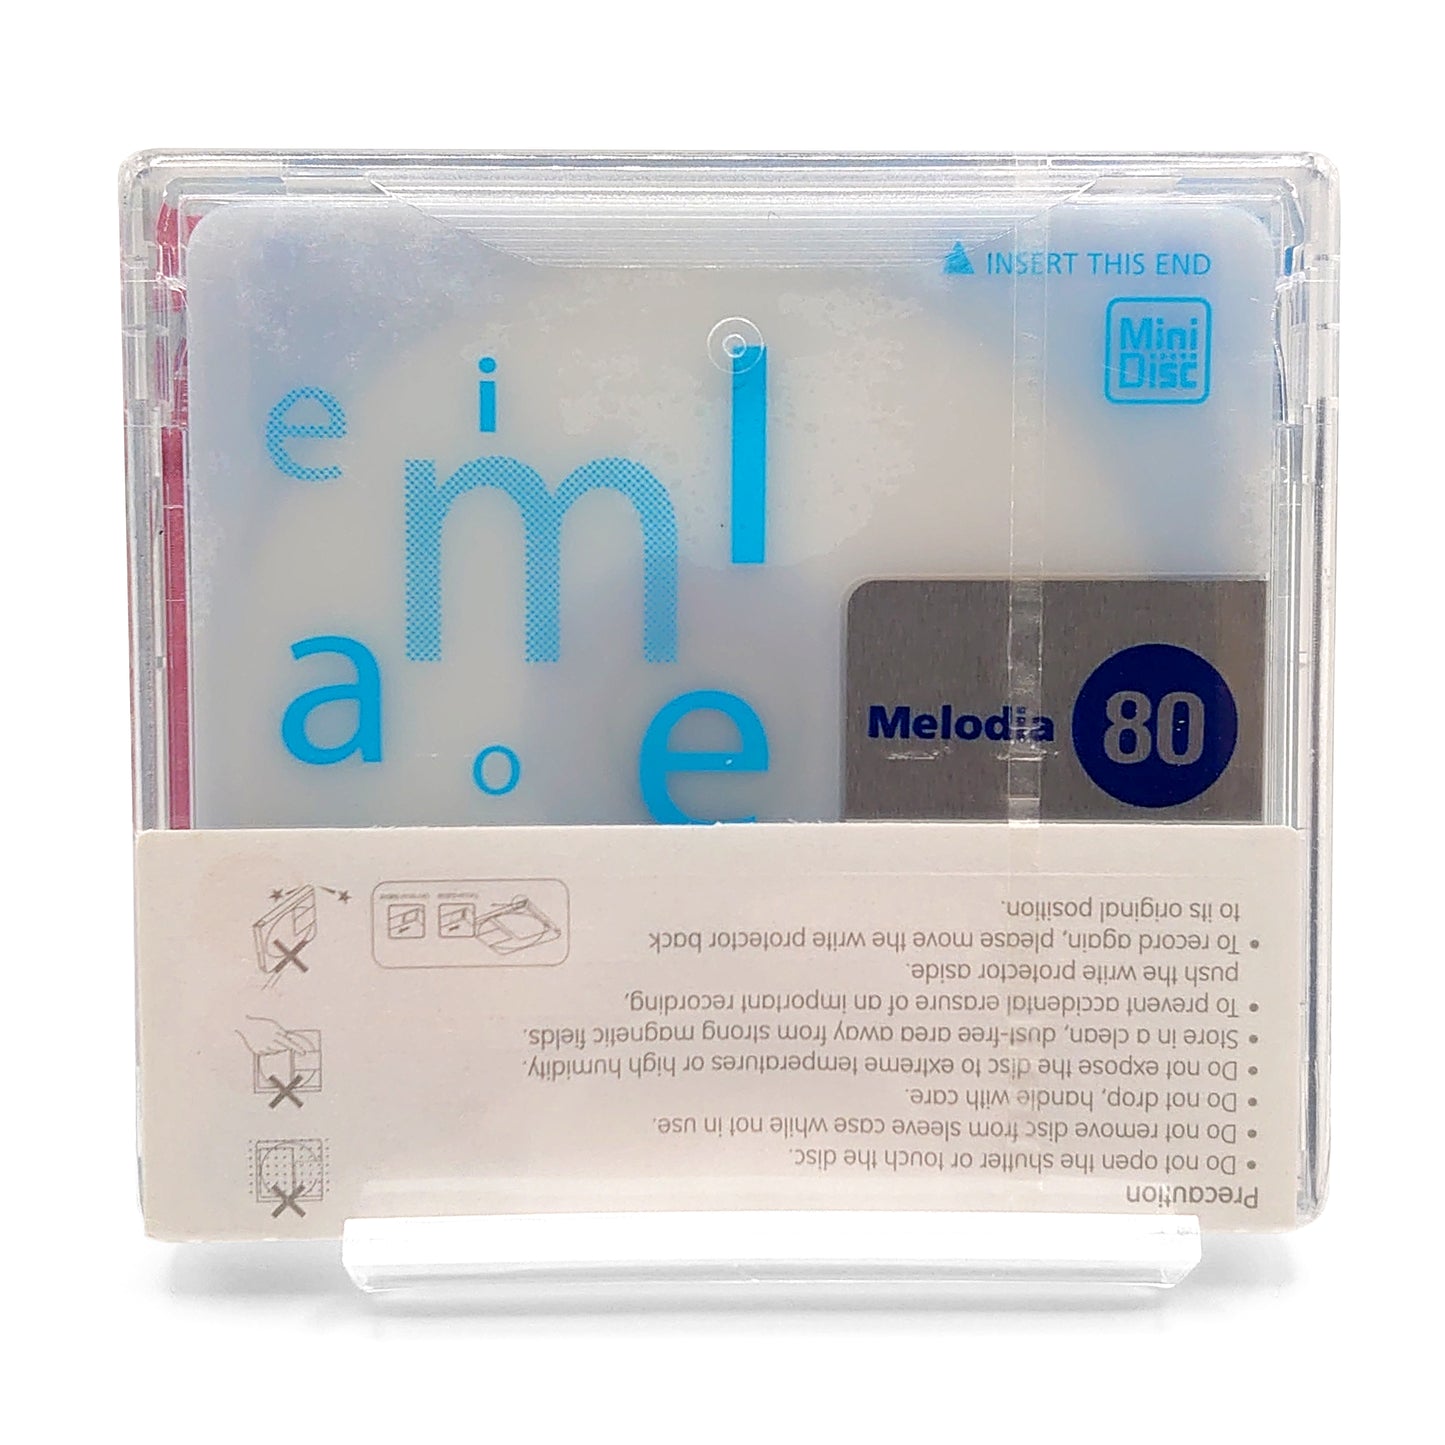 INSERT THIS END
Mini
Disc
e
i
l
m
a
o
e
Melodia
80
Precaution
• Do not open the shutter or touch the disc.
• Do not remove disc from sleeve case while not in use.
• Do not drop, handle with care.
• Do not expose the disc to extreme temperatures or high humidity.
• Store in a clean, dust-free area away from strong magnetic fields.
• To prevent accidental erasure of an important recording,
push the write protector aside.
• To record again, please move the write protector back
to its original position.